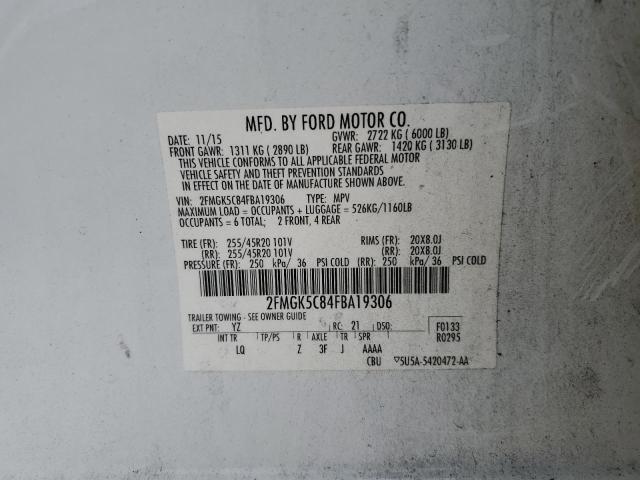 MFD. BY FORD MOTOR CO.
DATE: 11/15 GVWR: 2722 KG ( 6000 LB)
FRONT GAWR: 1311 KG ( 2890 LB) REAR GAWR: 1420 KG ( 3130 LB)
THIS VEHICLE CONFORMS TO ALL APPLICABLE FEDERAL MOTOR
VEHICLE SAFETY AND THEFT PREVENTION STANDARDS
IN EFFECT ON THE DATE OF MANUFACTURE SHOWN ABOVE.
VIN: 2FMGK5C84FBA19306 TYPE: MPV
MAXIMUM LOAD = OCCUPANTS + LUGGAGE = 526KG/1160LB
OCCUPANTS = 6 TOTAL; 2 FRONT, 4 REAR
TIRE (FR): 255/45R20 101V RIMS (FR): 20X8.0J
(RR): 255/45R20 101V (RR): 20X8.0J
PRESSURE (FR): 250 kPa/ 36 PSI COLD (RR): 250 kPa/ 36 PSI COLD
2FMGK5C84FBA19306
TRAILER TOWING - SEE OWNER GUIDE
EXT PNT: YZ RC: 21 DSO: F0133
INT TR TP/PS R AXLE TR SPR R0295
LQ Z 3F J AAAA
CBU ▽5U5A-5420472-AA